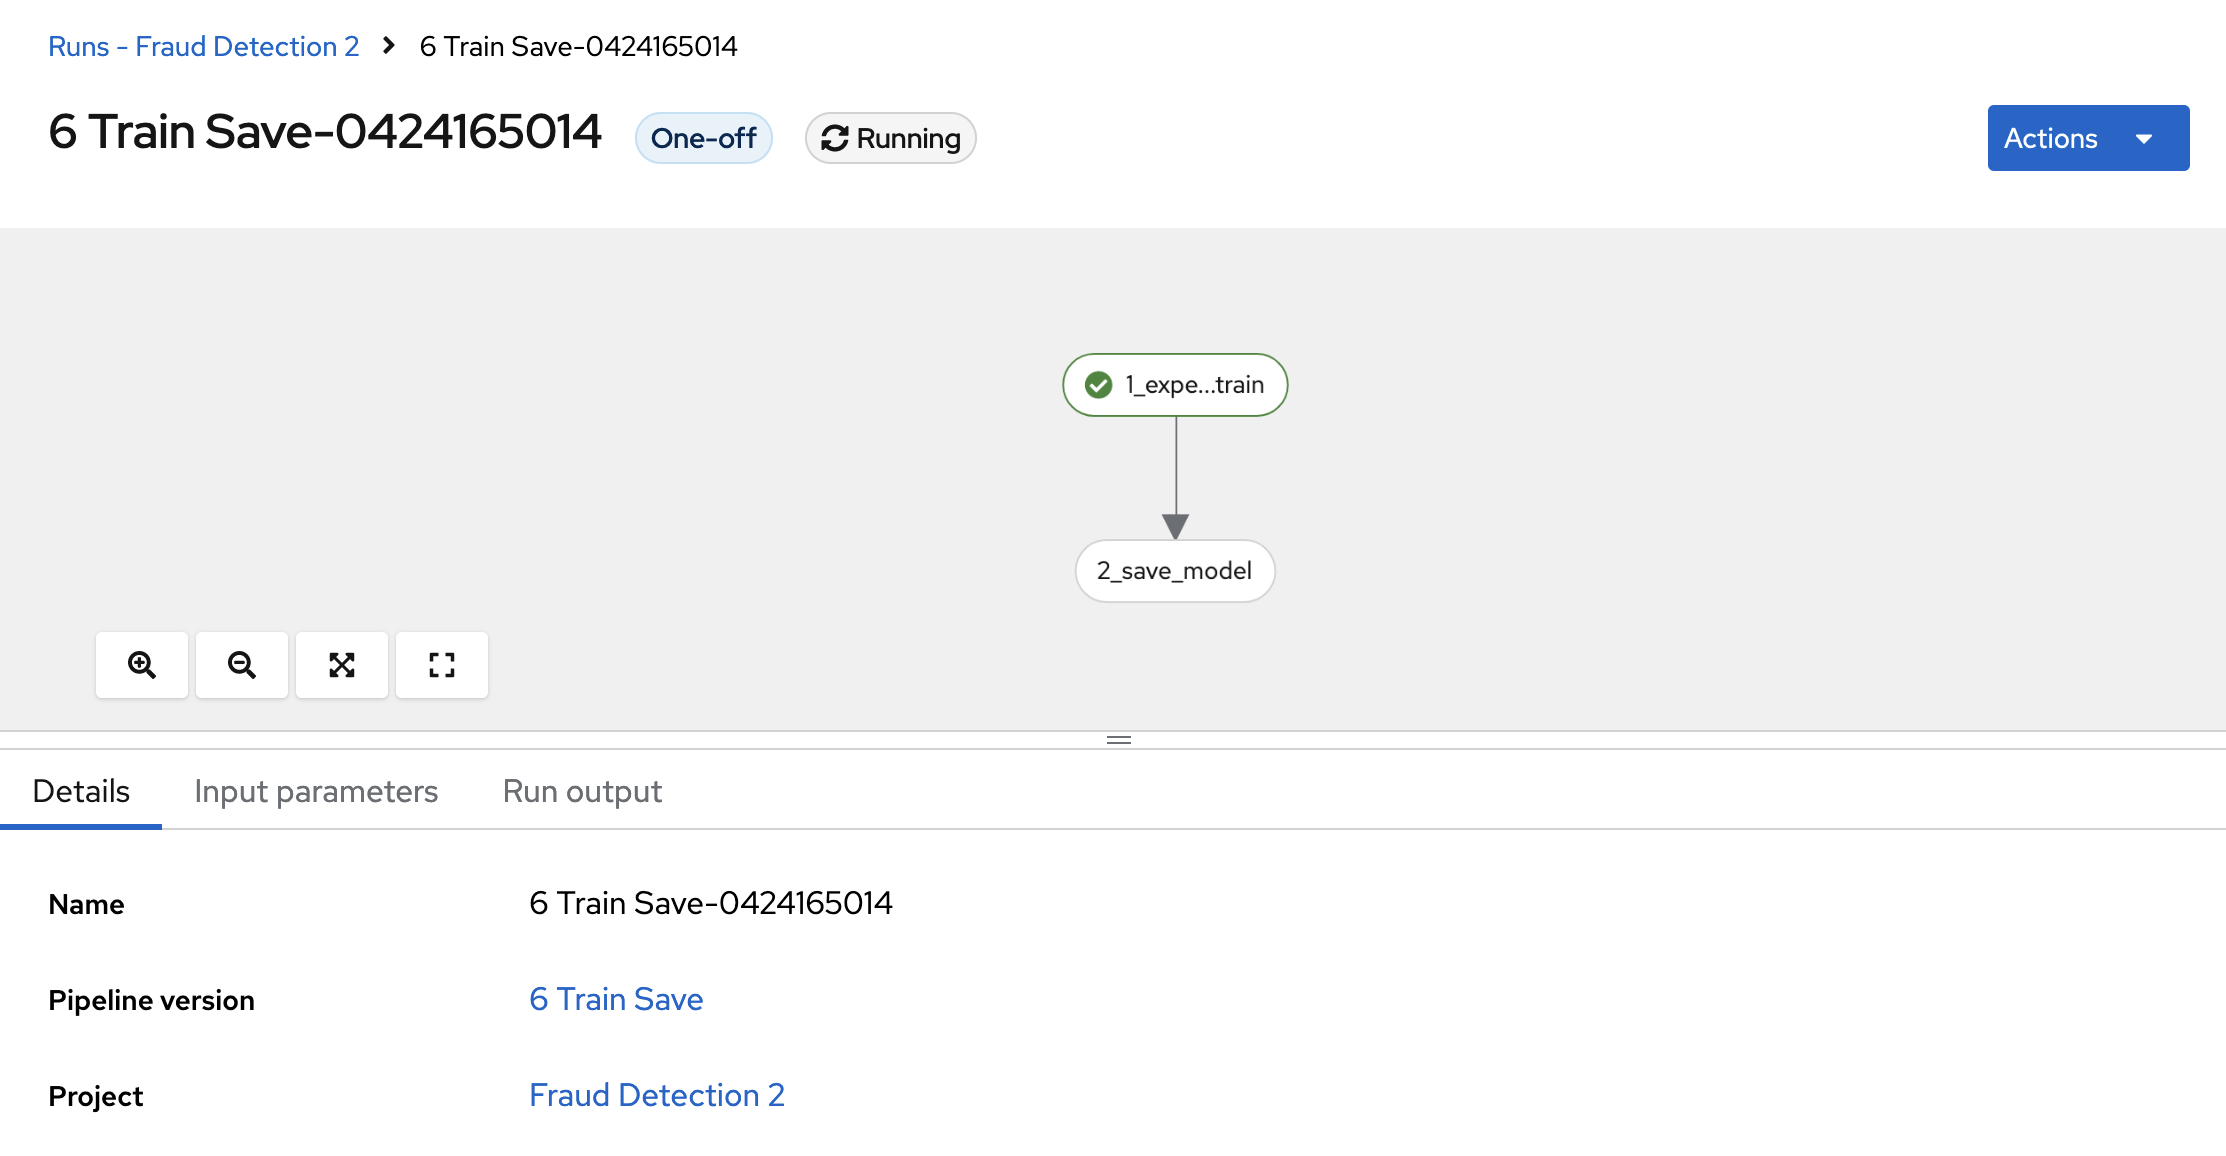 Runs - Fraud Detection 2 > 6 Train Save-0424165014
6 Train Save-0424165014 One-off Running Actions
1_expe...train
2_save_model
Details Input parameters Run output
Name 6 Train Save-0424165014
Pipeline version 6 Train Save
Project Fraud Detection 2